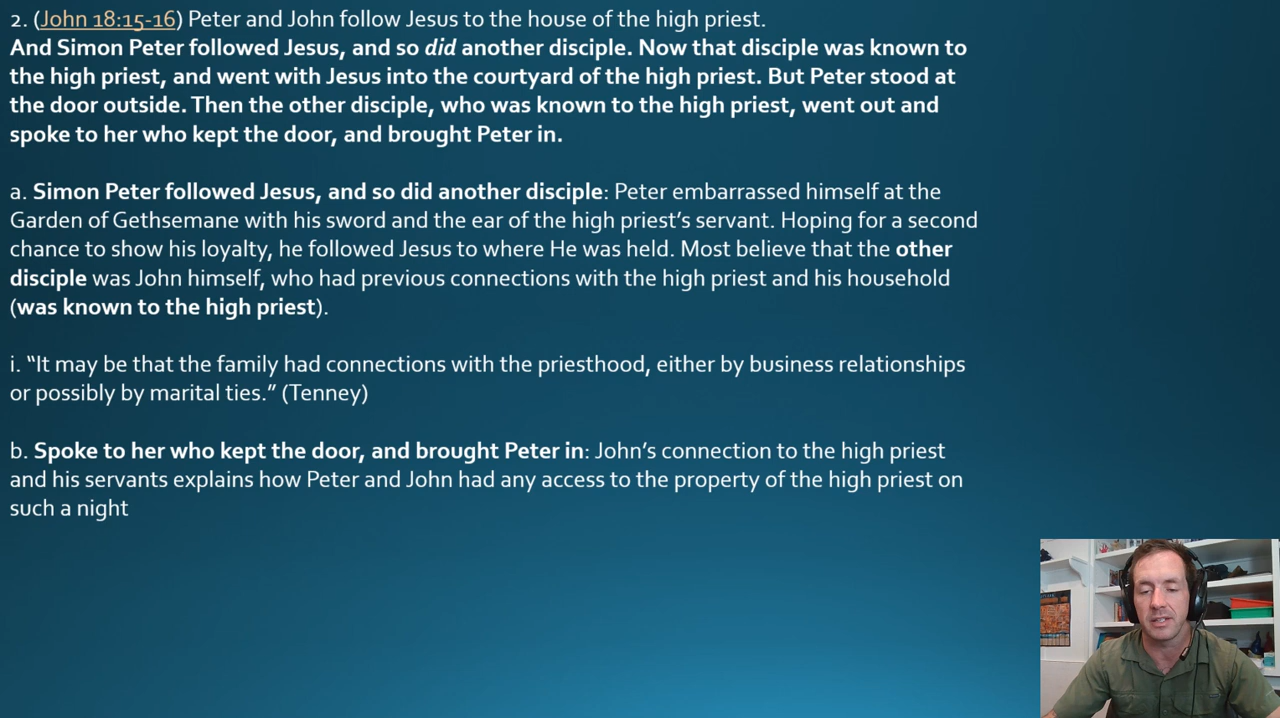 2. (John 18:15-16) Peter and John follow Jesus to the house of the high priest.
And Simon Peter followed Jesus, and so did another disciple. Now that disciple was known to
the high priest, and went with Jesus into the courtyard of the high priest. But Peter stood at
the door outside. Then the other disciple, who was known to the high priest, went out and
spoke to her who kept the door, and brought Peter in.
a. Simon Peter followed Jesus, and so did another disciple: Peter embarrassed himself at the
Garden of Gethsemane with his sword and the ear of the high priest’s servant. Hoping for a second
chance to show his loyalty, he followed Jesus to where He was held. Most believe that the other
disciple was John himself, who had previous connections with the high priest and his household
(was known to the high priest).
i. “It may be that the family had connections with the priesthood, either by business relationships
or possibly by marital ties.” (Tenney)
b. Spoke to her who kept the door, and brought Peter in: John’s connection to the high priest
and his servants explains how Peter and John had any access to the property of the high priest on
such a night